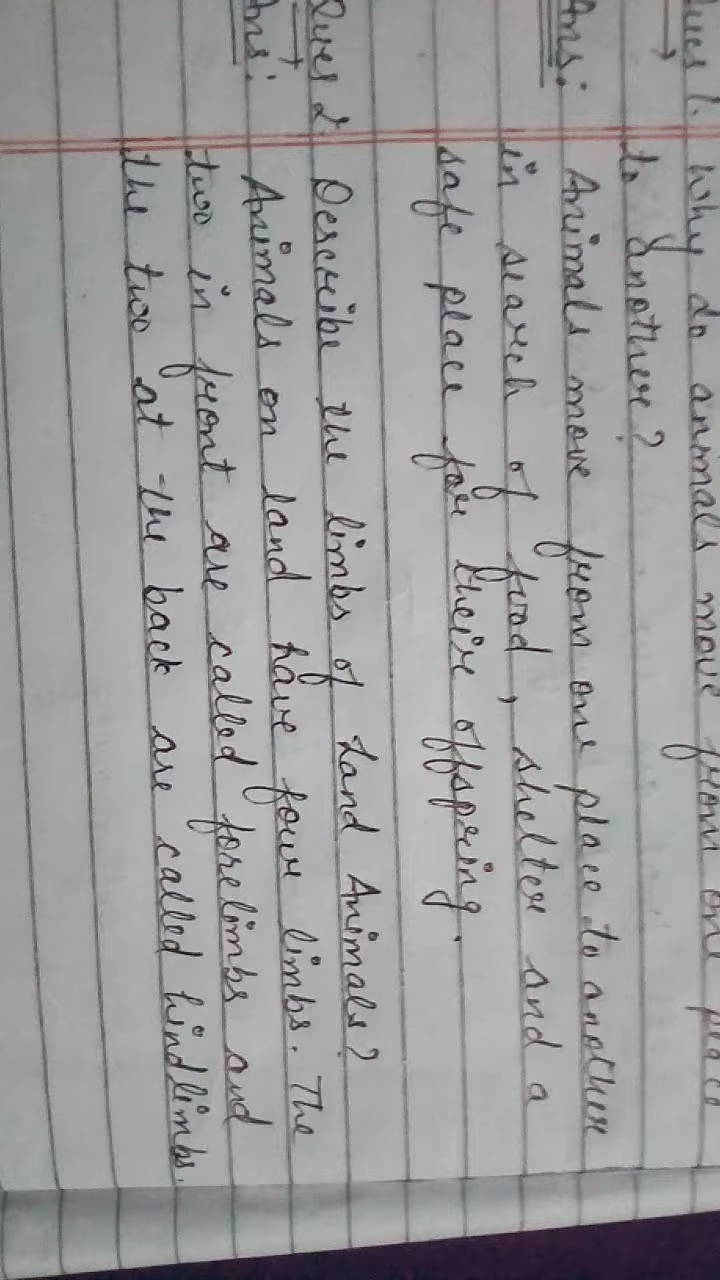 Ques 1. Why do animals move from one place
to another?
Ans: Animals move from one place to another
in search of food, shelter and a
safe place for their offspring.
Ques 2. Describe the limbs of Land Animals?
Ans: Animals on land have four limbs. The
two in front are called forelimbs and
the two at the back are called hindlimbs.